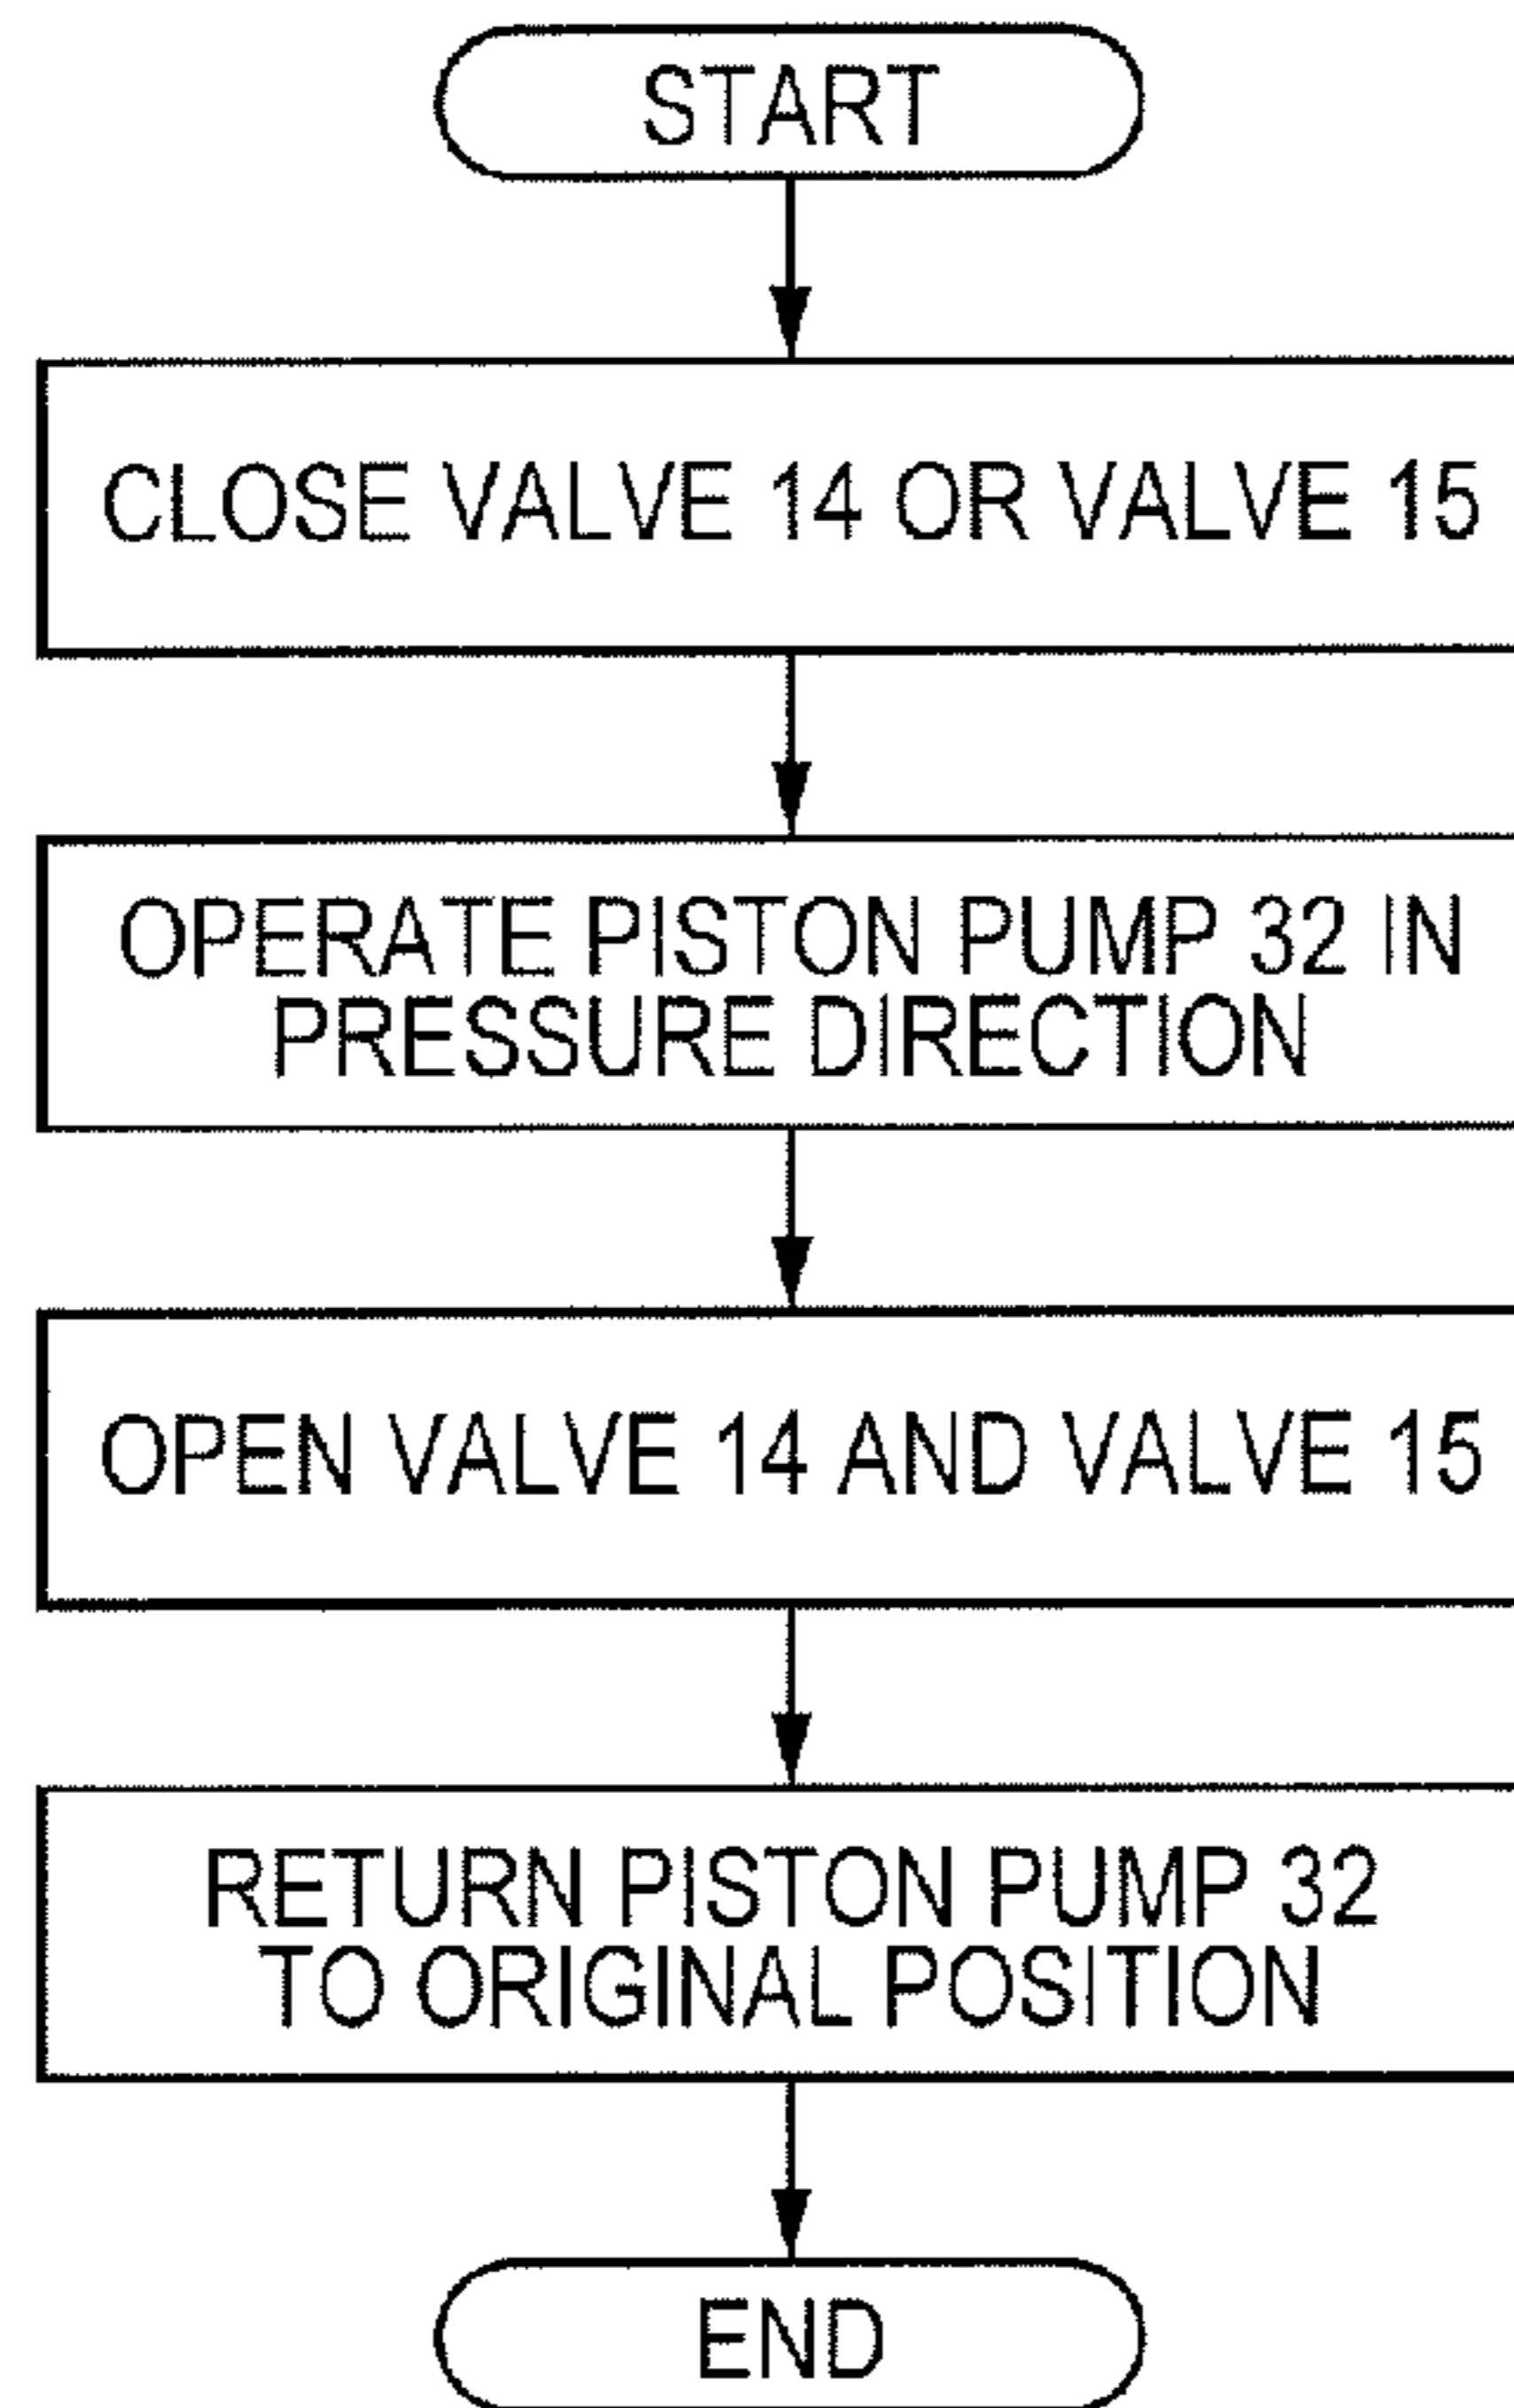 START
CLOSE VALVE 14 OR VALVE 15
OPERATE PISTON PUMP 32 IN
PRESSURE DIRECTION
OPEN VALVE 14 AND VALVE 15
RETURN PISTON PUMP 32
TO ORIGINAL POSITION
END